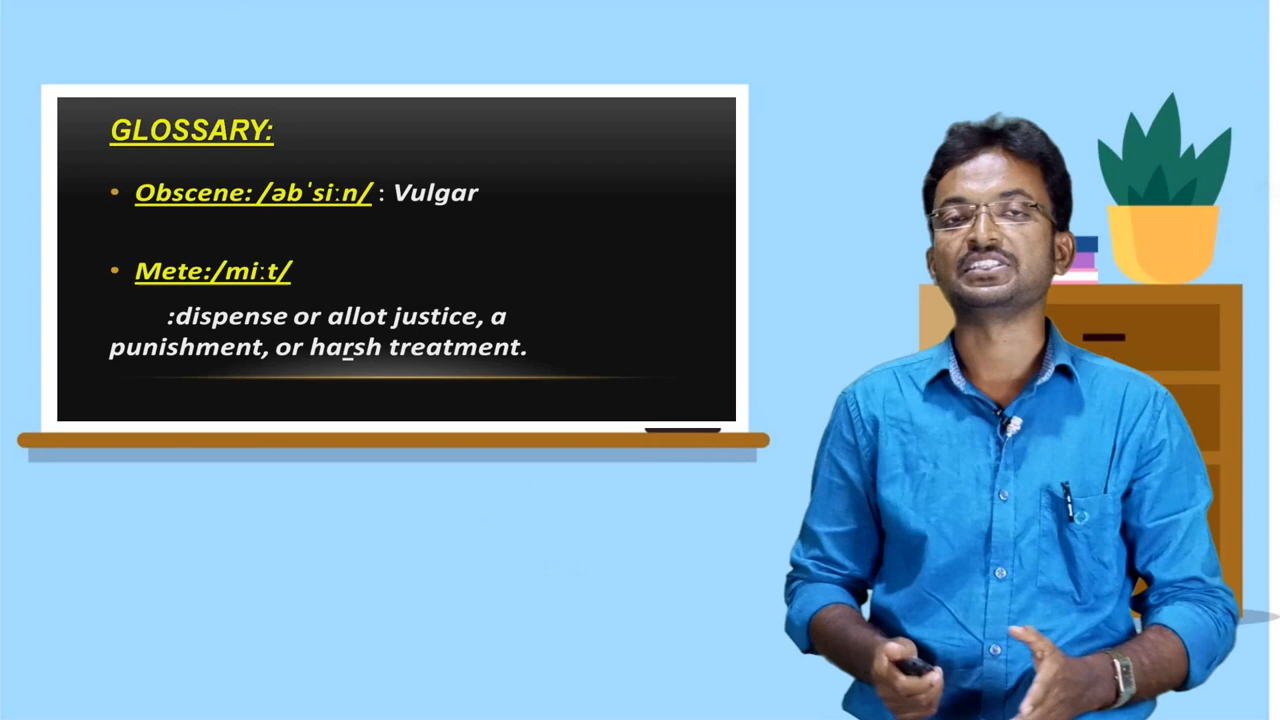 GLOSSARY:
• Obscene: /əbˈsiːn/ : Vulgar
• Mete:/miːt/
:dispense or allot justice, a
punishment, or harsh treatment.